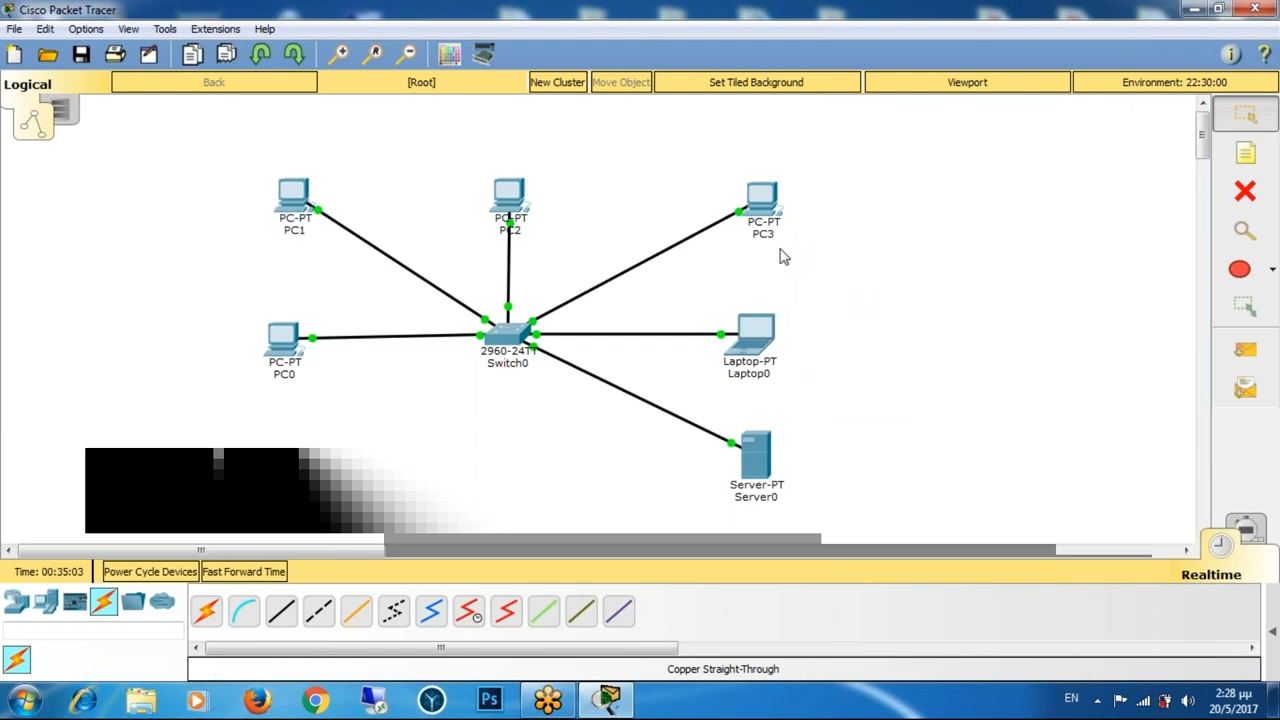 Cisco Packet Tracer
File Edit Options View Tools Extensions Help
Logical
Back
[Root]
New Cluster
Move Object
Set Tiled Background
Viewport
Environment: 22:30:00
PC-PT
PC1
PC-PT
PC2
PC-PT
PC3
PC-PT
PC0
2960-24TT
Switch0
Laptop-PT
Laptop0
Server-PT
Server0
Time: 00:35:03
Power Cycle Devices
Fast Forward Time
Realtime
Copper Straight-Through
Ps
EN
2:28 μμ
20/5/2017